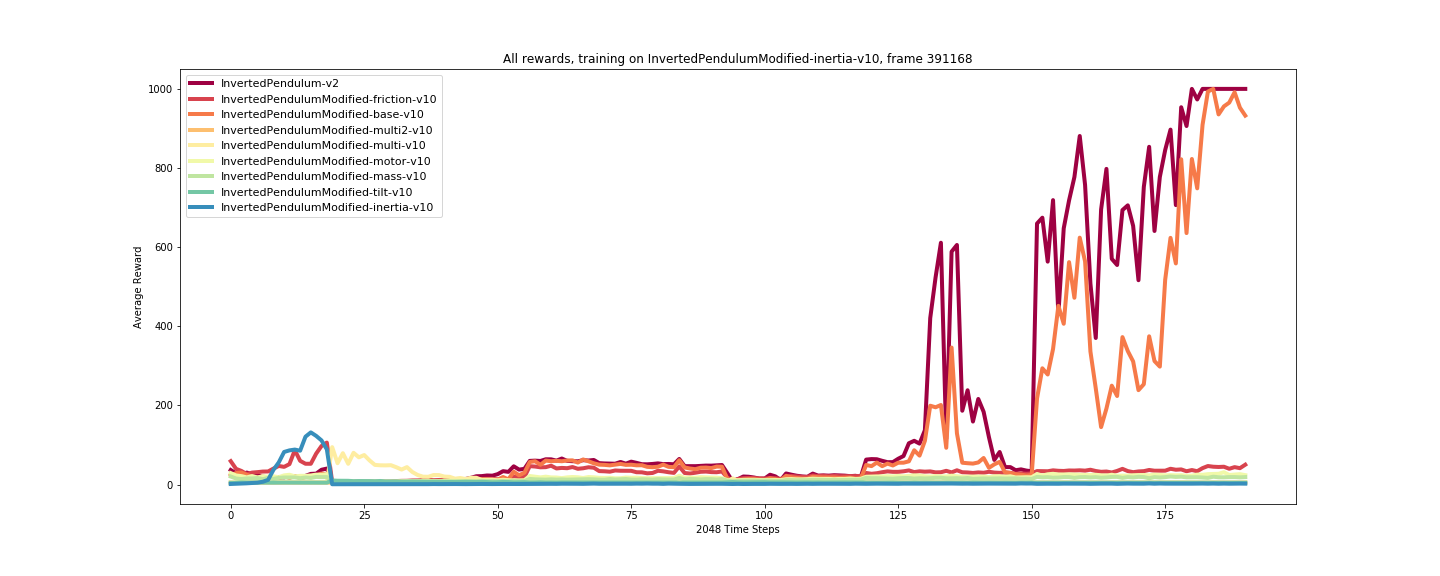 All rewards, training on InvertedPendulumModified-inertia-v10, frame 391168
InvertedPendulum-v2
InvertedPendulumModified-friction-v10
InvertedPendulumModified-base-v10
InvertedPendulumModified-multi2-v10
InvertedPendulumModified-multi-v10
InvertedPendulumModified-motor-v10
InvertedPendulumModified-mass-v10
InvertedPendulumModified-tilt-v10
InvertedPendulumModified-inertia-v10
1000
800
600
400
200
0
Average Reward
0 25 50 75 100 125 150 175
2048 Time Steps